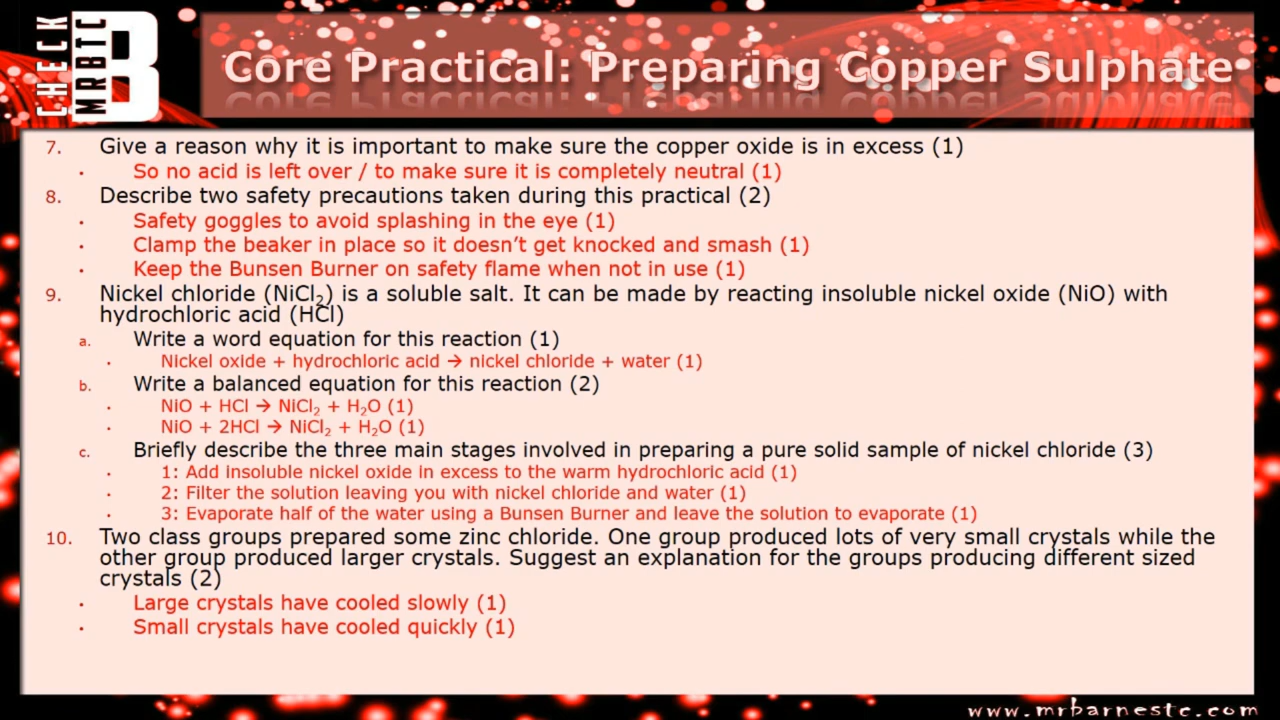 CHECK
MRBTC
B
Core Practical: Preparing Copper Sulphate
7. Give a reason why it is important to make sure the copper oxide is in excess (1)
• So no acid is left over / to make sure it is completely neutral (1)
8. Describe two safety precautions taken during this practical (2)
• Safety goggles to avoid splashing in the eye (1)
• Clamp the beaker in place so it doesn’t get knocked and smash (1)
• Keep the Bunsen Burner on safety flame when not in use (1)
9. Nickel chloride (NiCl₂) is a soluble salt. It can be made by reacting insoluble nickel oxide (NiO) with
hydrochloric acid (HCl)
a. Write a word equation for this reaction (1)
• Nickel oxide + hydrochloric acid → nickel chloride + water (1)
b. Write a balanced equation for this reaction (2)
• NiO + HCl → NiCl₂ + H₂O (1)
• NiO + 2HCl → NiCl₂ + H₂O (1)
c. Briefly describe the three main stages involved in preparing a pure solid sample of nickel chloride (3)
• 1: Add insoluble nickel oxide in excess to the warm hydrochloric acid (1)
• 2: Filter the solution leaving you with nickel chloride and water (1)
• 3: Evaporate half of the water using a Bunsen Burner and leave the solution to evaporate (1)
10. Two class groups prepared some zinc chloride. One group produced lots of very small crystals while the
other group produced larger crystals. Suggest an explanation for the groups producing different sized
crystals (2)
• Large crystals have cooled slowly (1)
• Small crystals have cooled quickly (1)
www.mrbarnestc.com